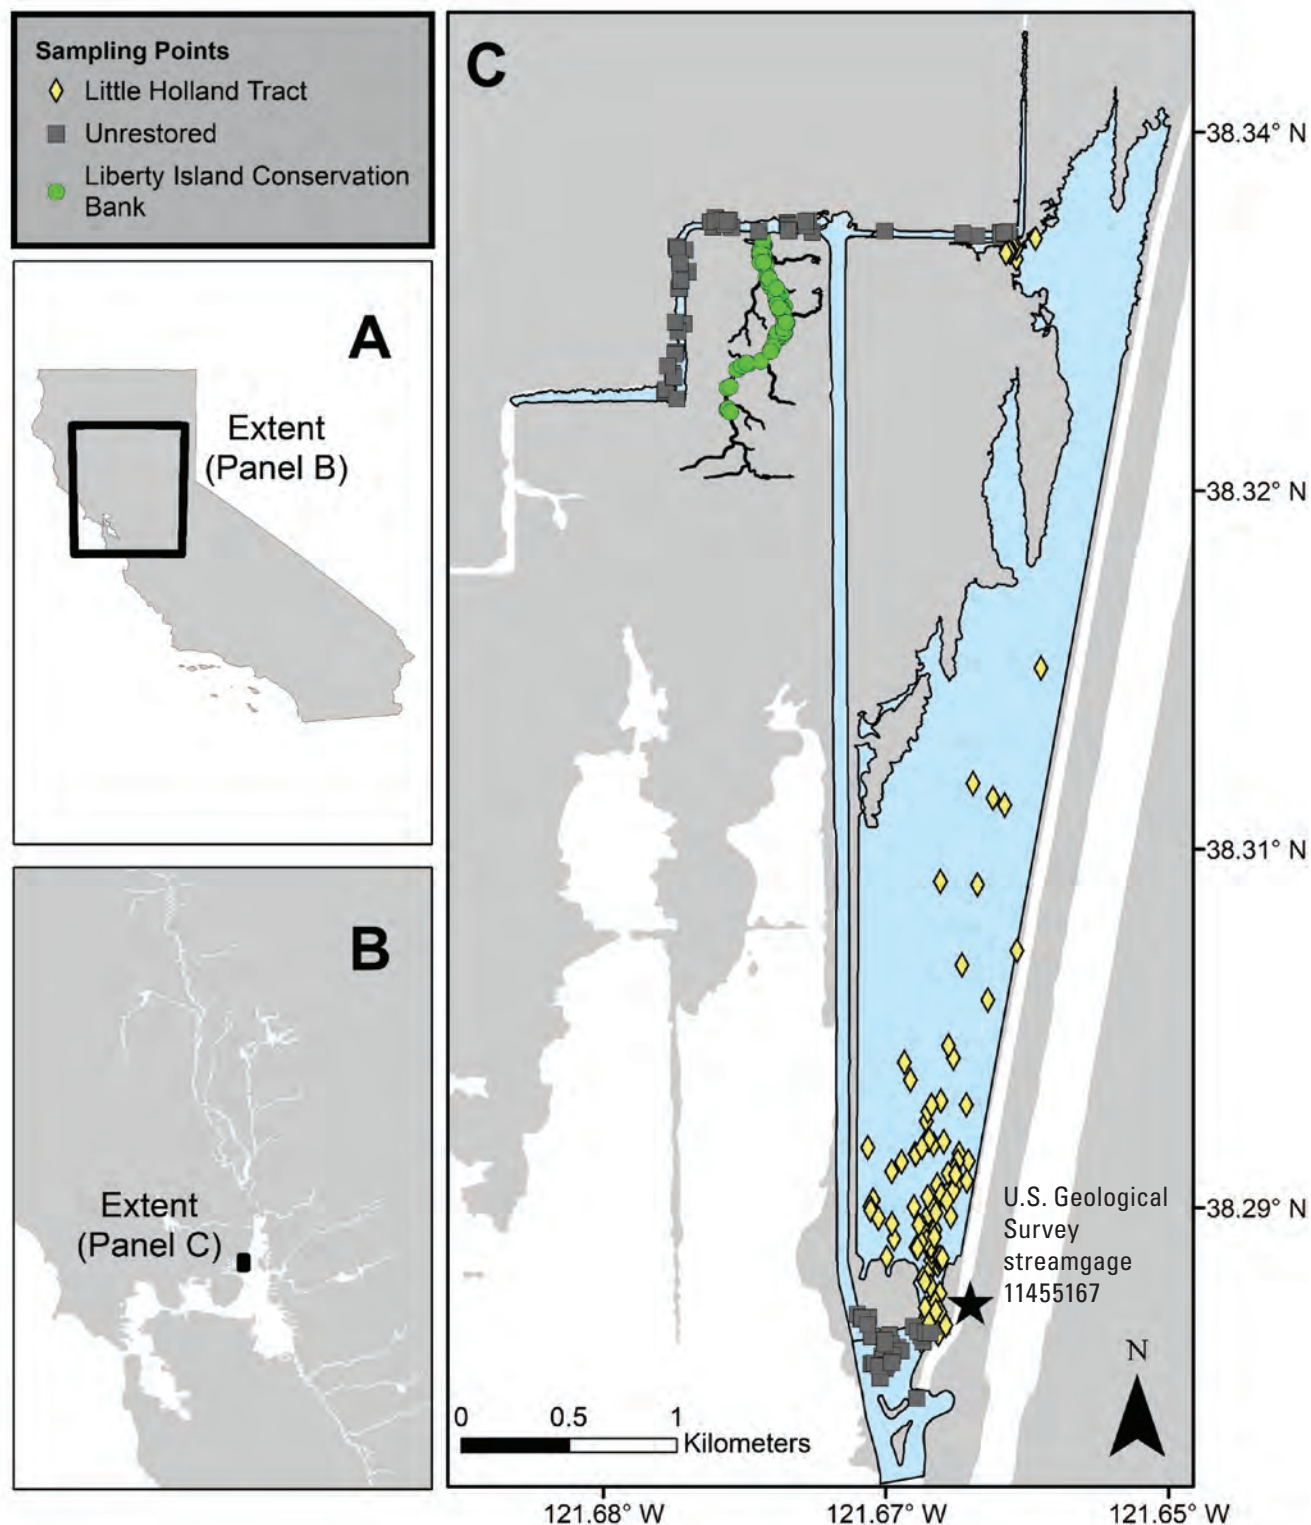 Sampling Points
Little Holland Tract
Unrestored
Liberty Island Conservation
Bank
A
Extent
(Panel B)
B
Extent
(Panel C)
C
38.34° N
38.32° N
38.31° N
38.29° N
U.S. Geological
Survey
streamgage
11455167
N
0 0.5 1
Kilometers
121.68° W 121.67° W 121.65° W